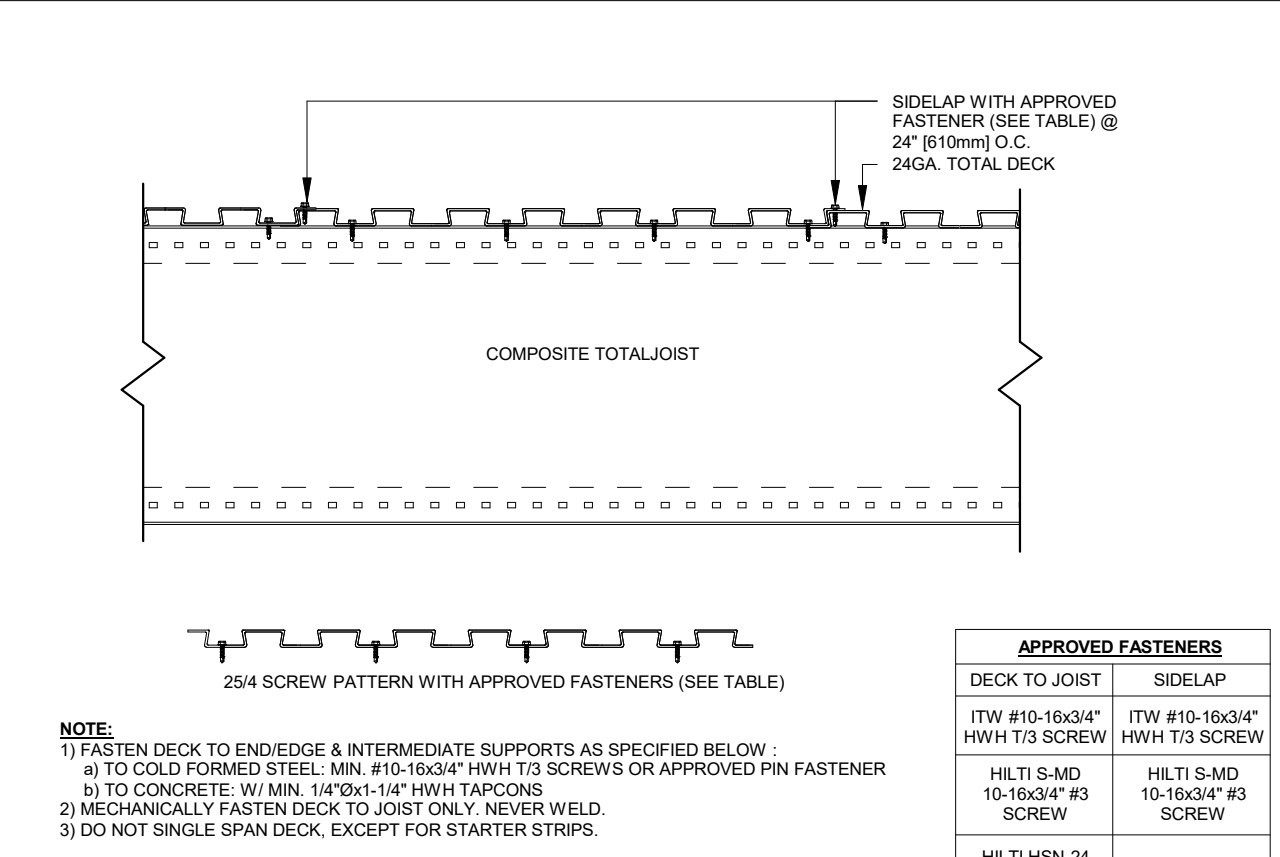 SIDELAP WITH APPROVED
FASTENER (SEE TABLE) @
24" [610mm] O.C.
24GA. TOTAL DECK
COMPOSITE TOTALJOIST
25/4 SCREW PATTERN WITH APPROVED FASTENERS (SEE TABLE)
NOTE:
1) FASTEN DECK TO END/EDGE & INTERMEDIATE SUPPORTS AS SPECIFIED BELOW :
a) TO COLD FORMED STEEL: MIN. #10-16x3/4" HWH T/3 SCREWS OR APPROVED PIN FASTENER
b) TO CONCRETE: W/ MIN. 1/4"Øx1-1/4" HWH TAPCONS
2) MECHANICALLY FASTEN DECK TO JOIST ONLY. NEVER WELD.
3) DO NOT SINGLE SPAN DECK, EXCEPT FOR STARTER STRIPS.
APPROVED FASTENERS
DECK TO JOIST
SIDELAP
ITW #10-16x3/4"
HWH T/3 SCREW
ITW #10-16x3/4"
HWH T/3 SCREW
HILTI S-MD
10-16x3/4" #3
SCREW
HILTI S-MD
10-16x3/4" #3
SCREW
HILTI HSN 24